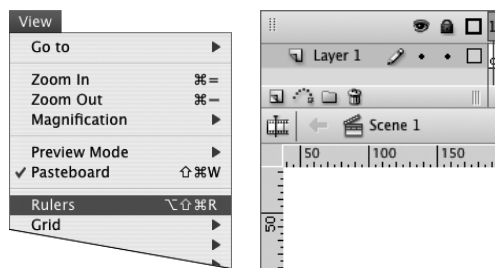 View
Go to
Zoom In ⌘=
Zoom Out ⌘−
Magnification
Preview Mode
✓ Pasteboard ⇧⌘W
Rulers ⌥⇧⌘R
Grid
1
Layer 1
Scene 1
50 100 150
50